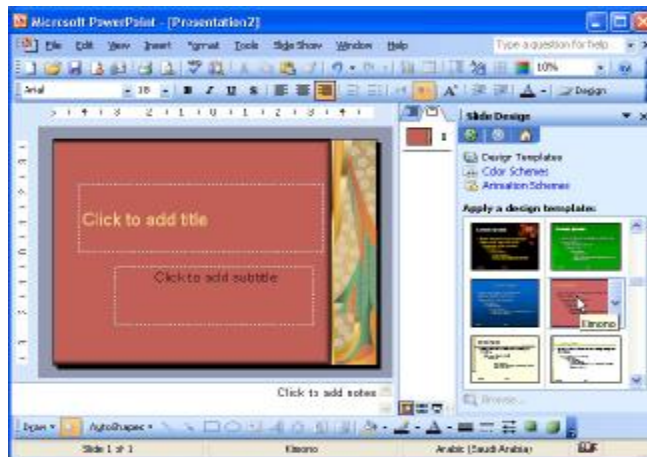 Microsoft PowerPoint - [Presentation2]
File Edit View Insert Format Tools Slide Show Window Help
Type a question for help
10%
Arial 18 B I U S A Design
Slide Design
1
Design Templates
Color Schemes
Animation Schemes
Apply a design template:
Click to add title
Click to add subtitle
Kimono
Click to add notes
Browse...
Draw AutoShapes
Slide 1 of 1 Kimono Arabic (Saudi Arabia)